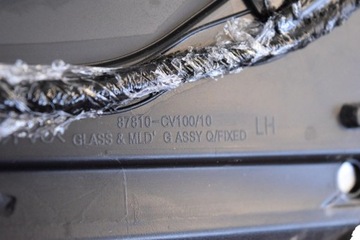 87810-CV100/10
GLASS & MLD' G ASSY Q/FIXED LH